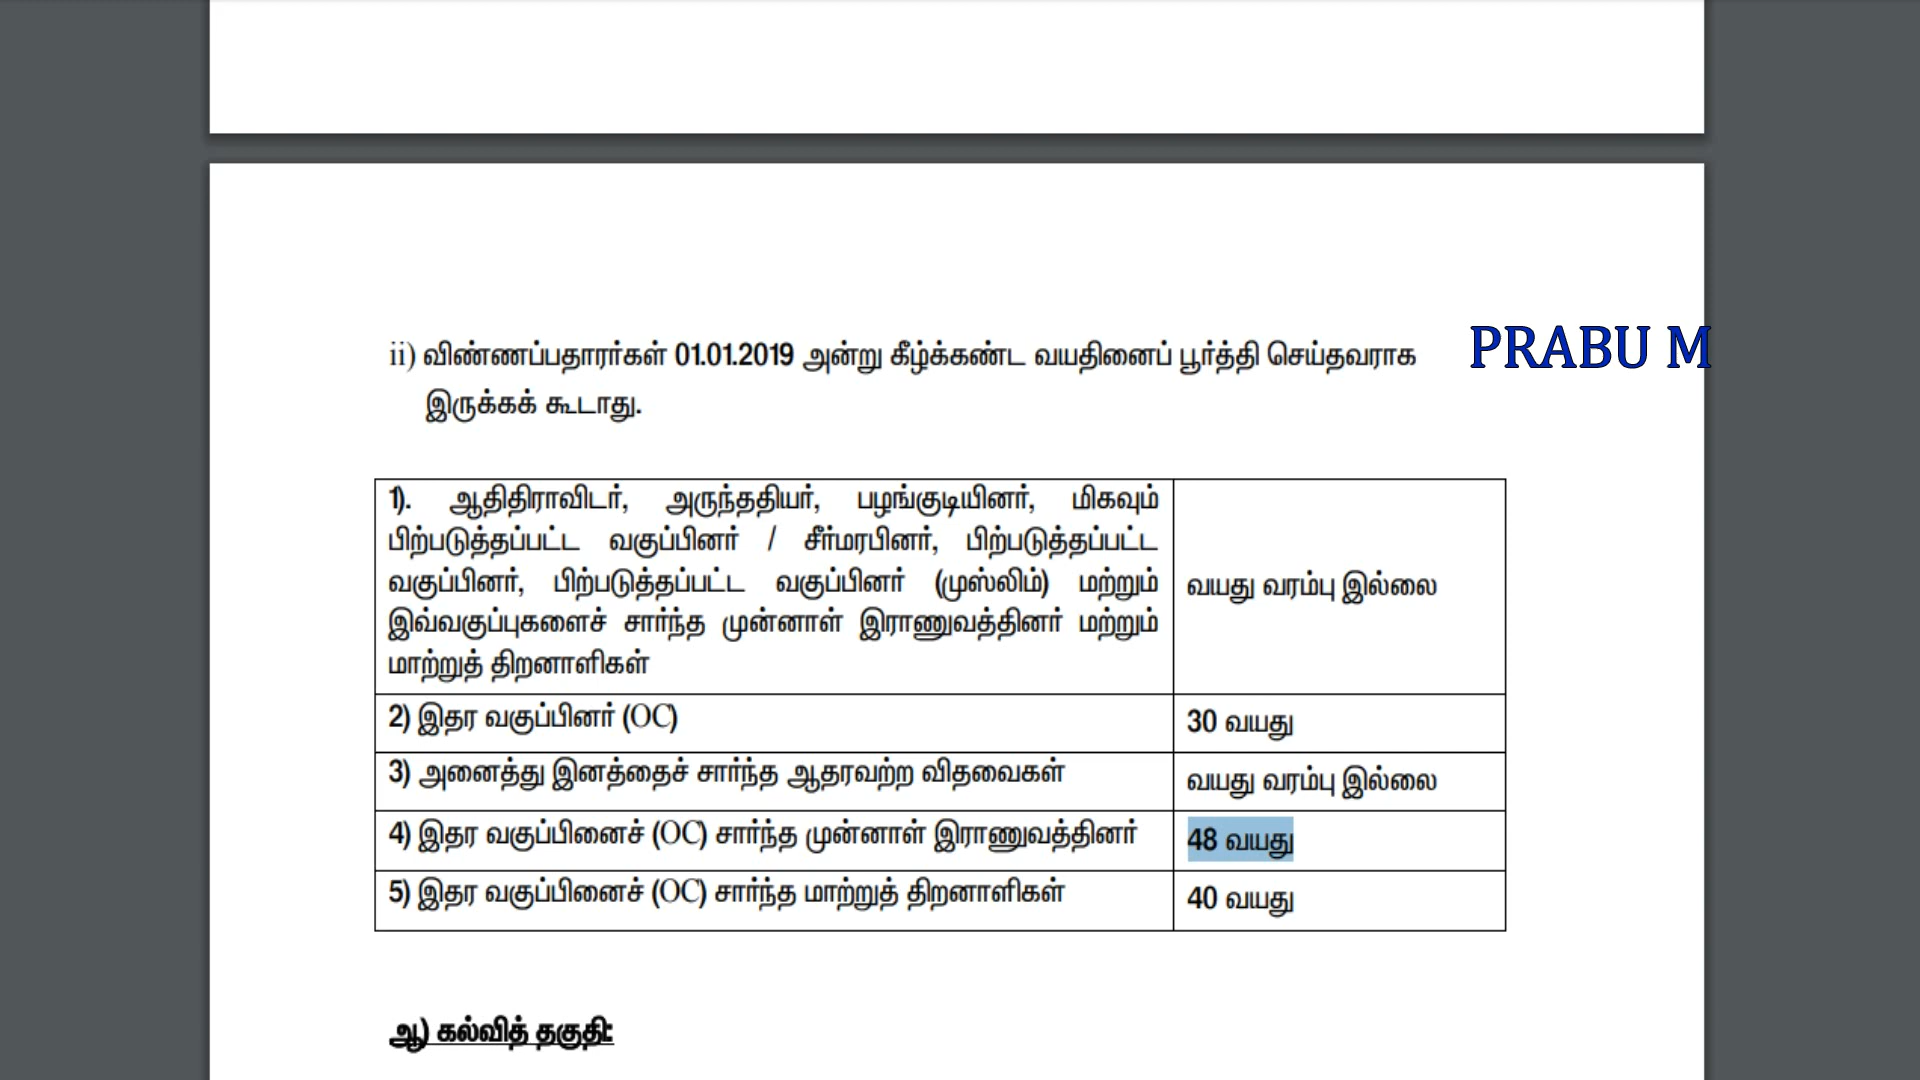 ii) விண்ணப்பதாரர்கள் 01.01.2019 அன்று கீழ்க்கண்ட வயதினைப் பூர்த்தி செய்தவராக
இருக்கக் கூடாது.
PRABU M
1). ஆதிதிராவிடர், அருந்ததியர், பழங்குடியினர், மிகவும்
பிற்படுத்தப்பட்ட வகுப்பினர் / சீர்மரபினர், பிற்படுத்தப்பட்ட
வகுப்பினர், பிற்படுத்தப்பட்ட வகுப்பினர் (முஸ்லிம்) மற்றும்
இவ்வகுப்புகளைச் சார்ந்த முன்னாள் இராணுவத்தினர் மற்றும்
மாற்றுத் திறனாளிகள்
வயது வரம்பு இல்லை
2) இதர வகுப்பினர் (OC)
30 வயது
3) அனைத்து இனத்தைச் சார்ந்த ஆதரவற்ற விதவைகள்
வயது வரம்பு இல்லை
4) இதர வகுப்பினைச் (OC) சார்ந்த முன்னாள் இராணுவத்தினர்
48 வயது
5) இதர வகுப்பினைச் (OC) சார்ந்த மாற்றுத் திறனாளிகள்
40 வயது
ஆ) கல்வித் தகுதி: